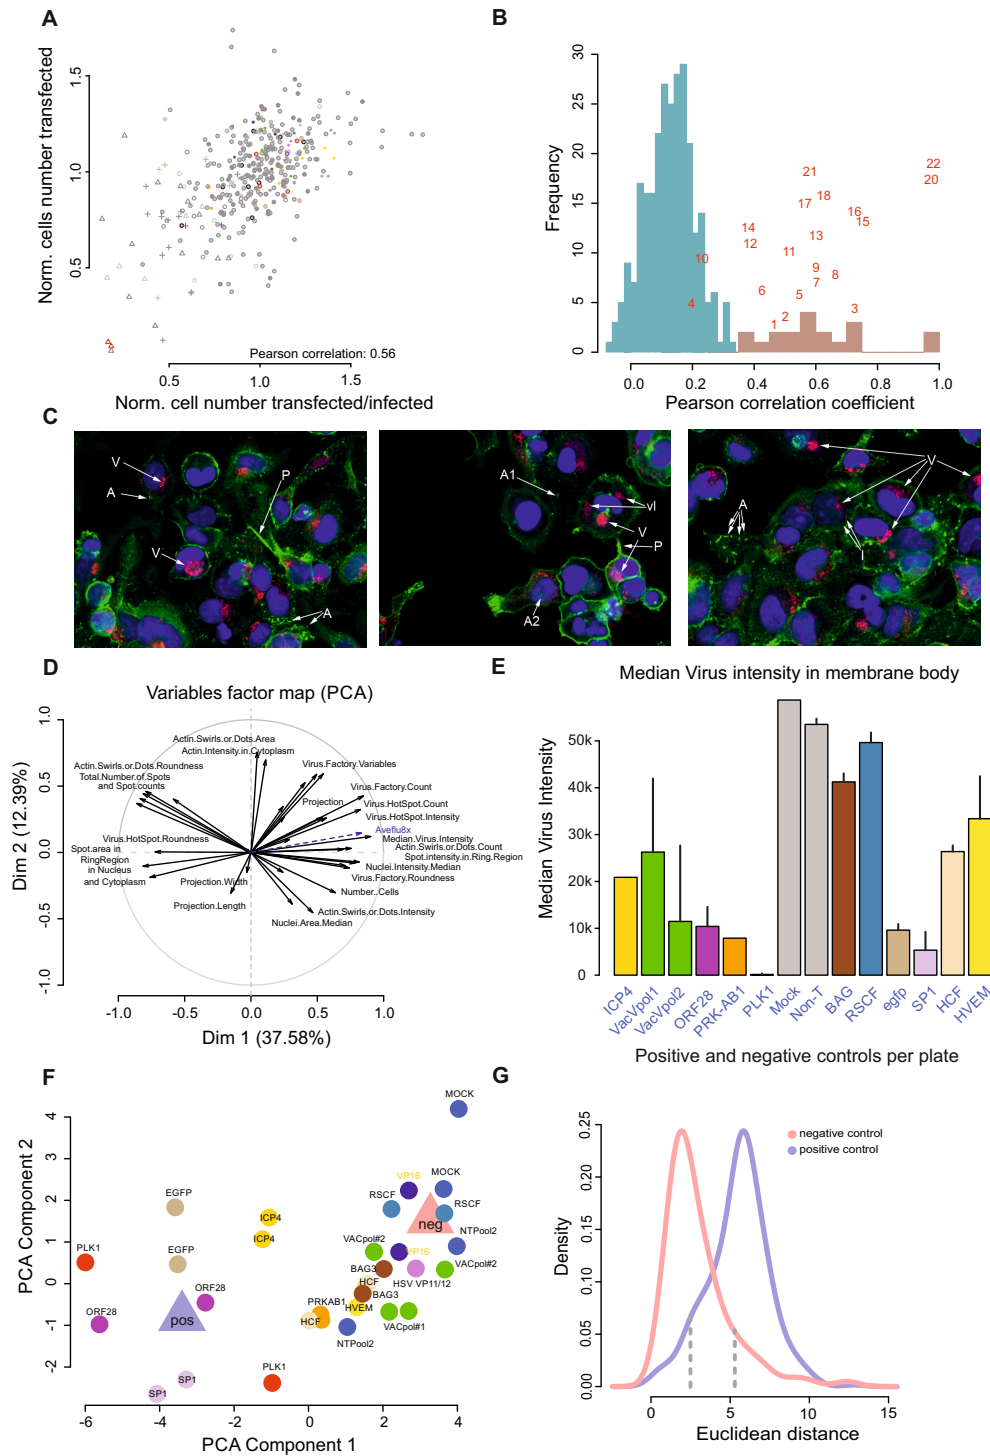 A
Norm. cells number transfected
1.5
1.0
0.5
Pearson correlation: 0.56
0.5 1.0 1.5
Norm. cell number transfected/infected
B
Frequency
30
25
20
15
10
5
0
22
21 20
18
17 16
15
14 13
12 11
10 9 8
7
6 5
4 3
2
1
0.0 0.2 0.4 0.6 0.8 1.0
Pearson correlation coefficient
C
V
A
P
V
A
A1
vI
V
P
A2
V
A
I
D
Variables factor map (PCA)
Dim 2 (12.39%)
1.0
0.5
0.0
-0.5
-1.0
Actin.Swirls.or.Dots.Area
Actin.Intensity.in.Cytoplasm
Actin.Swirls.or.Dots.Roundness
Total.Number.of.Spots
and Spot.counts
Virus.Factory.Variables
Virus.Factory.Count
Projection
Virus.HotSpot.Count
Virus.HotSpot.Intensity
Aveflu8x
Virus.HotSpot.Roundness
Median.Virus.Intensity
Actin.Swirls.or.Dots.Count
Spot.area in
Spot.intensity.in Ring.Region
RingRegion
in Nucleus
and Cytoplasm
Nuclei.Intensity.Median
Virus.Factory.Roundness
Projection.Width
Number..Cells
Projection.Length
Actin.Swirls.or.Dots.Intensity
Nuclei.Area.Median
-1.0 -0.5 0.0 0.5 1.0
Dim 1 (37.58%)
E
Median Virus intensity in membrane body
Median Virus Intensity
50k
40k
30k
20k
10k
0
ICP4
VacVpol1
VacVpol2
ORF28
PRK-AB1
PLK1
Mock
Non-T
BAG
RSCF
egfp
SP1
HCF
HVEM
Positive and negative controls per plate
F
PCA Component 2
4
3
2
1
0
-1
-2
MOCK
MOCK
VP16
RSCF
RSCF
neg
EGFP
ICP4
ICP4
NTPool2
VACpol#2
VP16
EGFP
PLK1
BAG3
HSV VP11/12
VACpol#2
HCF
BAG3
ORF28
PRKAB1
HVEM
ORF28
pos
HCF
VACpol#1
NTPool2
PLK1
SP1
SP1
-6 -4 -2 0 2 4
PCA Component 1
G
Density
0.25
0.20
0.15
0.10
0.05
0.00
negative control
positive control
0 5 10 15
Euclidean distance